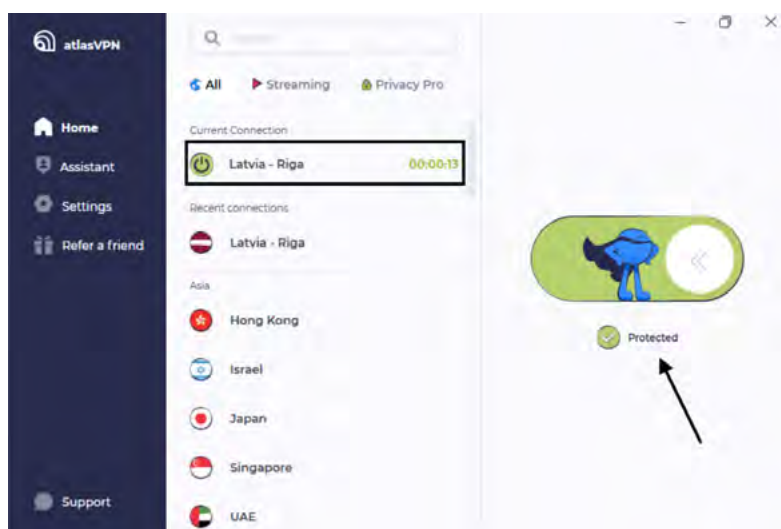 atlasVPN
Home
Assistant
Settings
Refer a friend
Support
All
Streaming
Privacy Pro
Current Connection
Latvia - Riga 00:00:13
Recent connections
Latvia - Riga
Asia
Hong Kong
Israel
Japan
Singapore
UAE
Protected